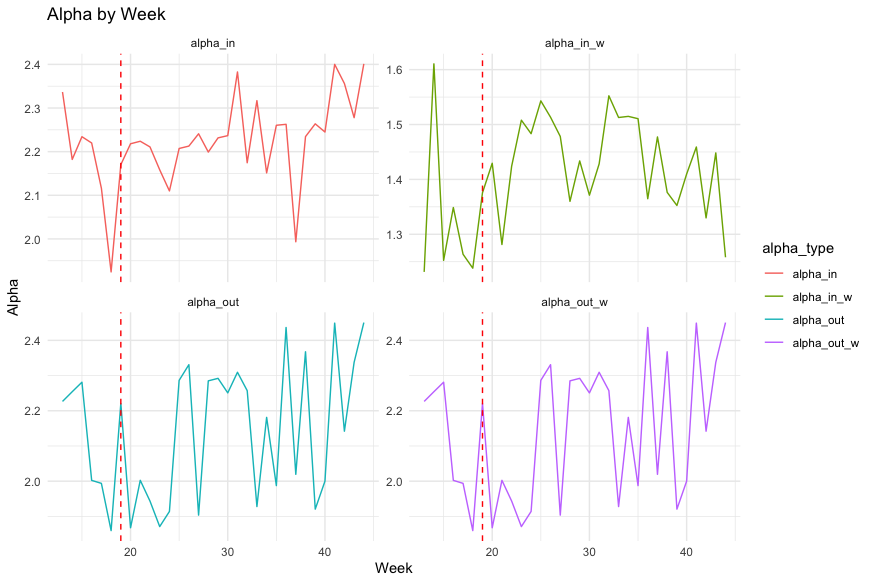 Alpha by Week
alpha_in
alpha_in_w
2.4
2.3
2.2
2.1
2.0
1.6
1.5
1.4
1.3
alpha_out
alpha_out_w
2.4
2.2
2.0
2.4
2.2
2.0
20 30 40
20 30 40
Week
Alpha
alpha_type
alpha_in
alpha_in_w
alpha_out
alpha_out_w